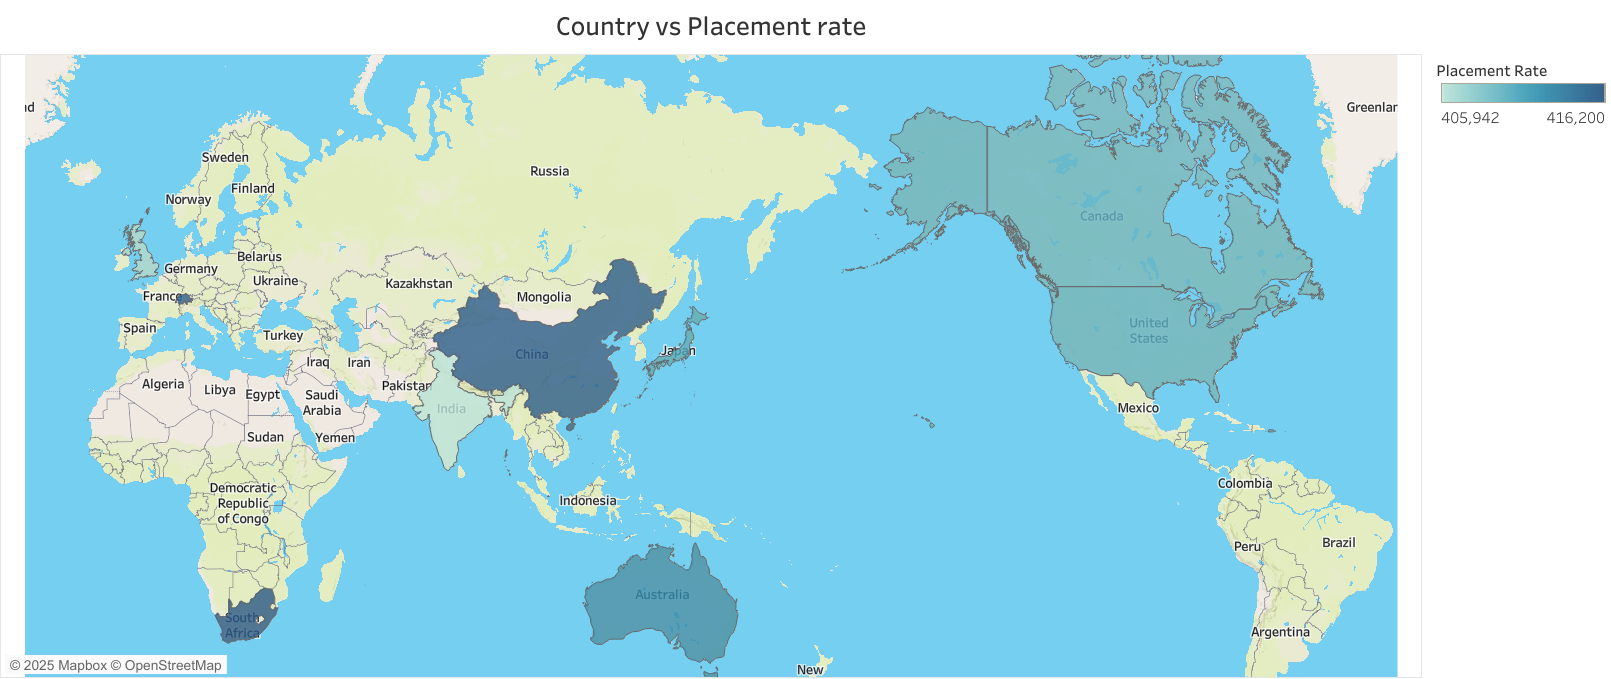 Country vs Placement rate
Placement Rate
405,942
416,200
nd
Greenlar
Sweden
Russia
Finland
Norway
Canada
Belarus
Germany
Ukraine
Kazakhstan
France
Mongolia
Spain
Turkey
United
States
China
Japan
Iraq
Iran
Algeria
Libya
Egypt
Saudi
Arabia
Pakistan
India
Mexico
Sudan
Yemen
Democratic
Republic
of Congo
Indonesia
Colombia
Peru
Brazil
Australia
South
Africa
Argentina
New
© 2025 Mapbox © OpenStreetMap